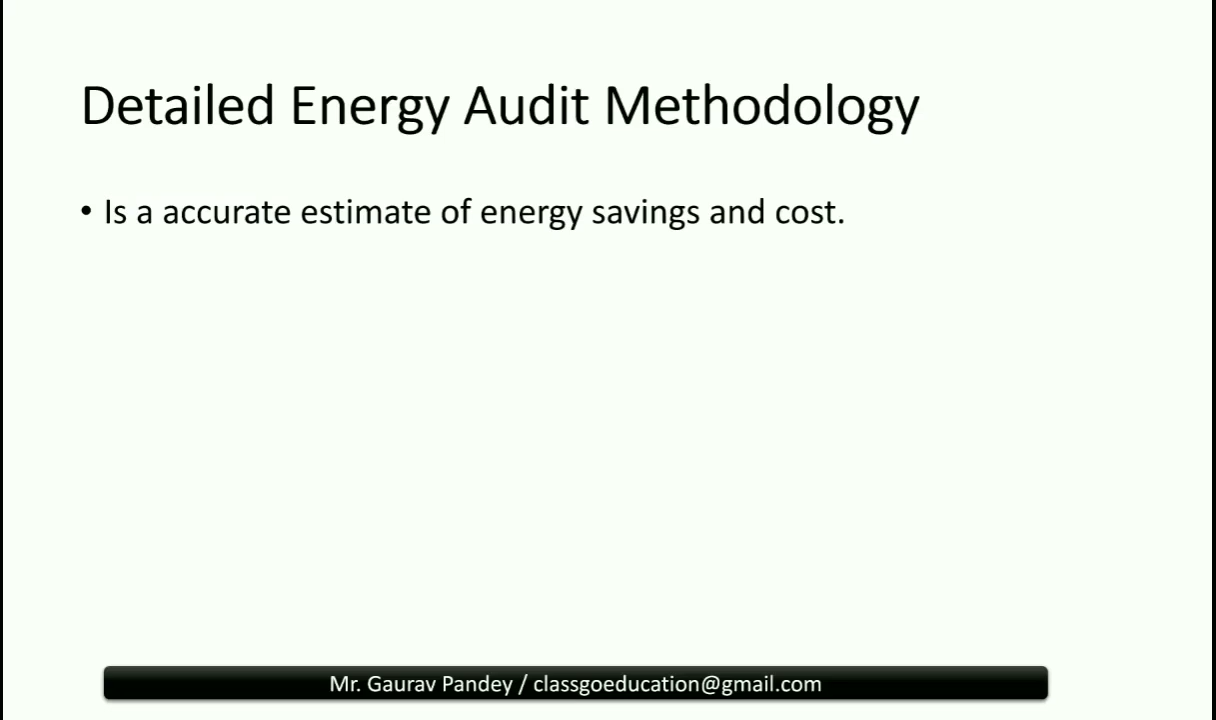 Detailed Energy Audit Methodology
• Is a accurate estimate of energy savings and cost.
Mr. Gaurav Pandey / classgoeducation@gmail.com